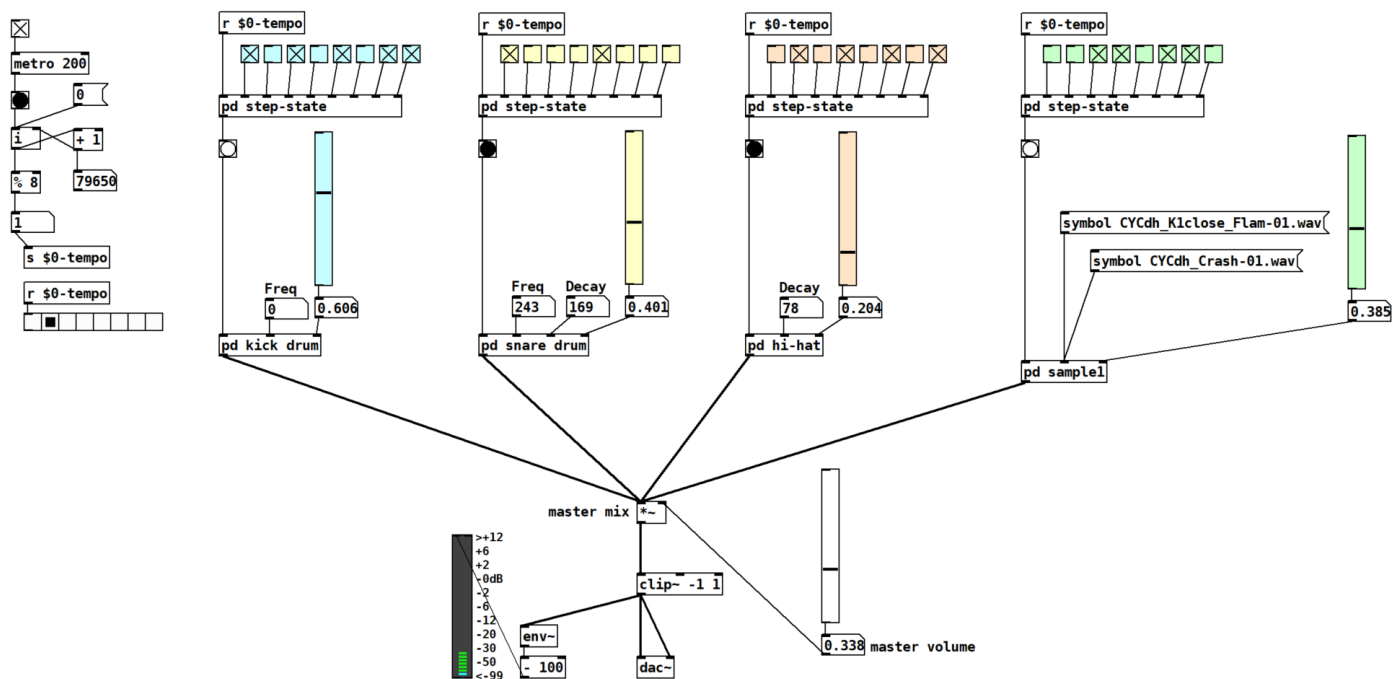 metro 200
0
i
+ 1
% 8
79650
1
s $0-tempo
r $0-tempo
r $0-tempo
pd step-state
Freq
0
0.606
pd kick drum
r $0-tempo
pd step-state
Freq
Decay
243
169
0.401
pd snare drum
r $0-tempo
pd step-state
Decay
78
0.204
pd hi-hat
r $0-tempo
pd step-state
symbol CYCdh_K1close_Flam-01.wav
symbol CYCdh_Crash-01.wav
0.385
pd sample1
master mix
*~
clip~ -1 1
>+12
+6
+2
-0dB
-2
-6
-12
-20
-30
-50
<-99
env~
- 100
dac~
0.338
master volume